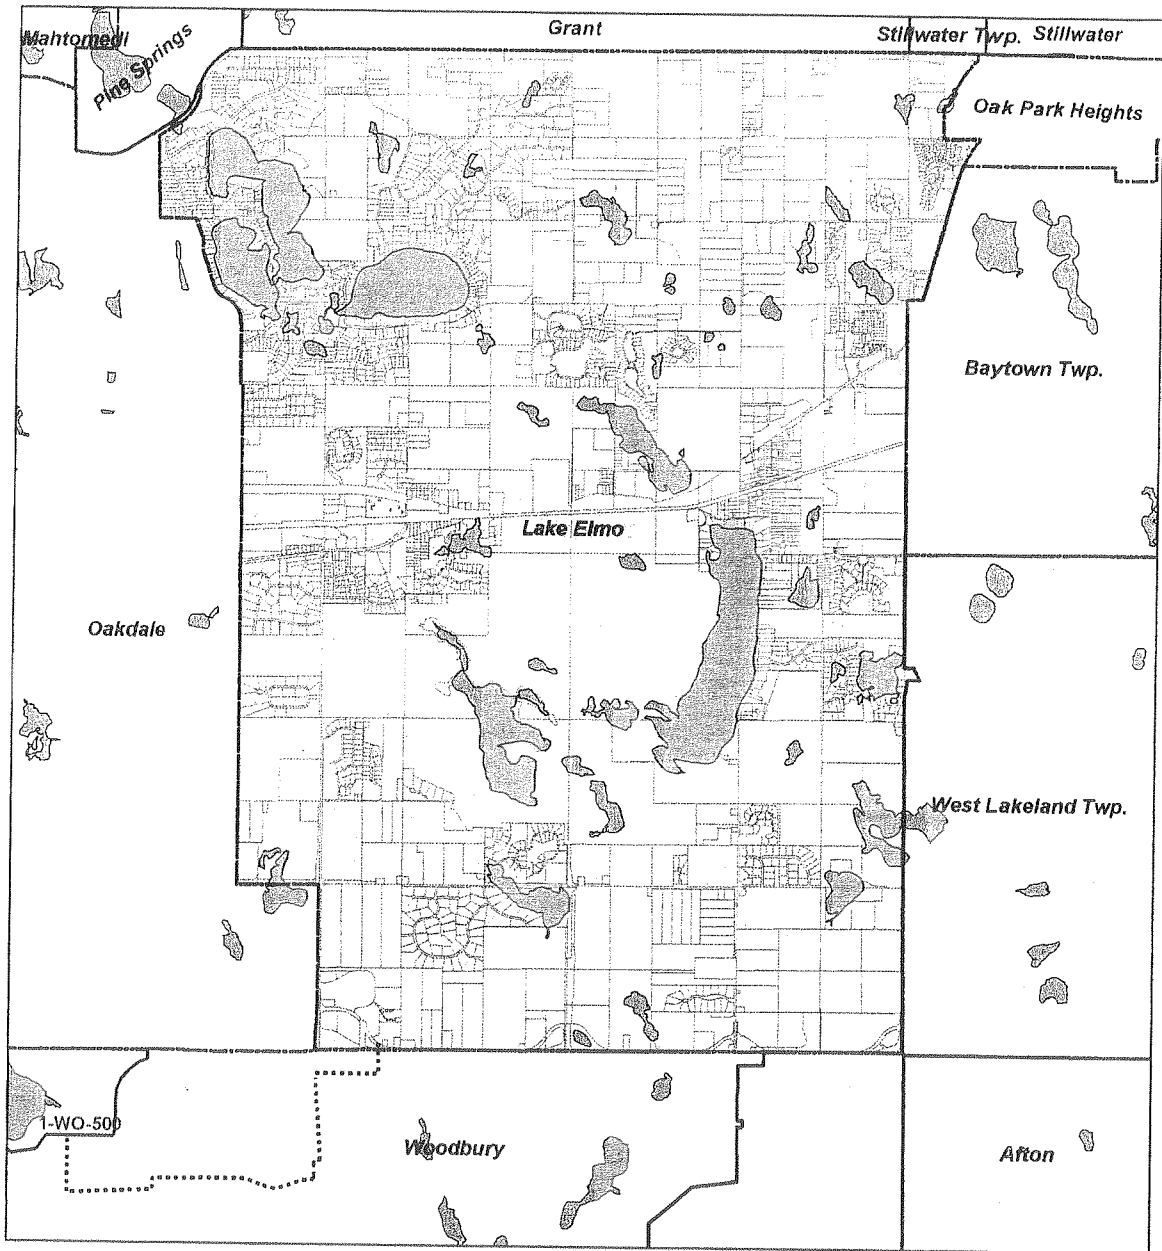 Mahtomedi
Pine Springs
Grant
Stillwater Twp.
Stillwater
Oak Park Heights
Baytown Twp.
Lake Elmo
Oakdale
West Lakeland Twp.
1-WO-500
Woodbury
Afton